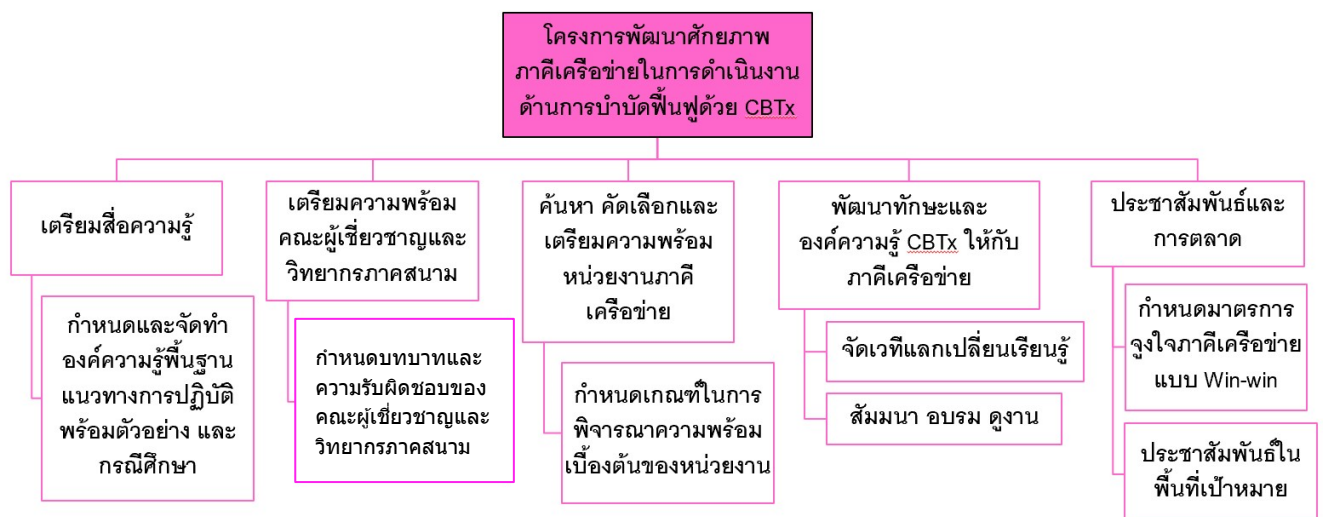 โครงการพัฒนาศักยภาพ
ภาคีเครือข่ายในการดำเนินงาน
ด้านการบำบัดฟื้นฟูด้วย CBTx
เตรียมสื่อความรู้
กำหนดและจัดทำ
องค์ความรู้พื้นฐาน
แนวทางการปฏิบัติ
พร้อมตัวอย่าง และ
กรณีศึกษา
เตรียมความพร้อม
คณะผู้เชี่ยวชาญและ
วิทยากรภาคสนาม
กำหนดบทบาทและ
ความรับผิดชอบของ
คณะผู้เชี่ยวชาญและ
วิทยากรภาคสนาม
ค้นหา คัดเลือกและ
เตรียมความพร้อม
หน่วยงานภาคี
เครือข่าย
กำหนดเกณฑ์ในการ
พิจารณาความพร้อม
เบื้องต้นของหน่วยงาน
พัฒนาทักษะและ
องค์ความรู้ CBTx ให้กับ
ภาคีเครือข่าย
จัดเวทีแลกเปลี่ยนเรียนรู้
สัมมนา อบรม ดูงาน
ประชาสัมพันธ์และ
การตลาด
กำหนดมาตรการ
จูงใจภาคีเครือข่าย
แบบ Win-win
ประชาสัมพันธ์ใน
พื้นที่เป้าหมาย